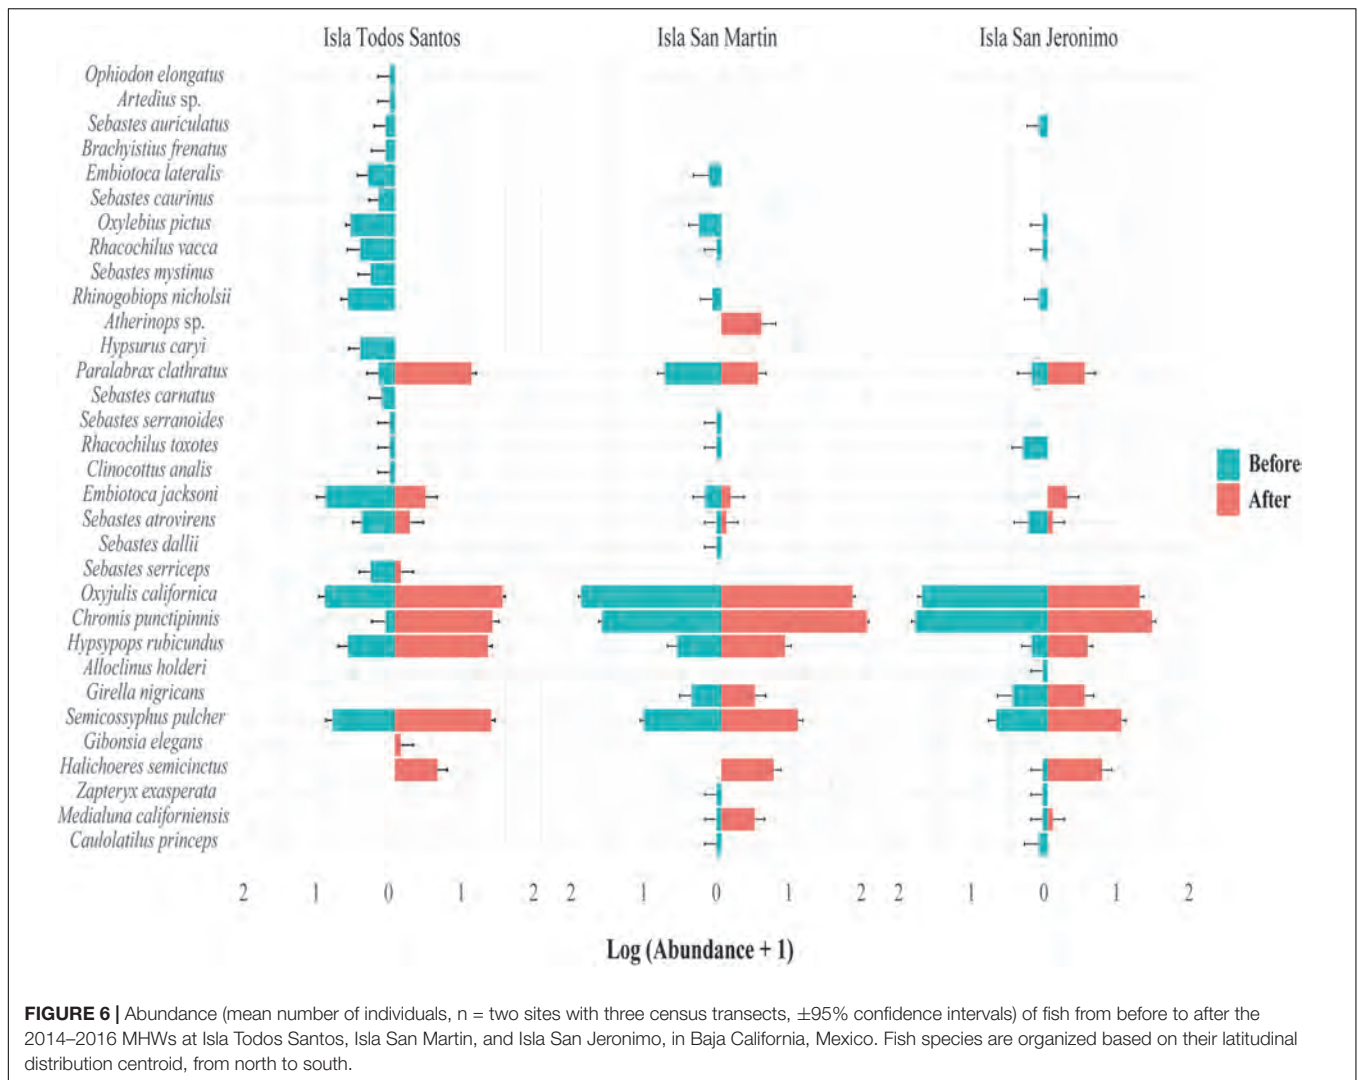 Isla Todos Santos Isla San Martin Isla San Jeronimo
Ophiodon elongatus
Artedius sp.
Sebastes auriculatus
Brachyistius frenatus
Embiotoca lateralis
Sebastes caurinus
Oxylebius pictus
Rhacochilus vacca
Sebastes mystinus
Rhinogobiops nicholsii
Atherinops sp.
Hypsurus caryi
Paralabrax clathratus
Sebastes carnatus
Sebastes serranoides
Rhacochilus toxotes
Clinocottus analis
Embiotoca jacksoni
Sebastes atrovirens
Sebastes dallii
Sebastes serriceps
Oxyjulis californica
Chromis punctipinnis
Hypsypops rubicundus
Alloclinus holderi
Girella nigricans
Semicossyphus pulcher
Gibonsia elegans
Halichoeres semicinctus
Zapteryx exasperata
Medialuna californiensis
Caulolatilus princeps
Before
After
2 1 0 1 2 2 1 0 1 2 2 1 0 1 2
Log (Abundance + 1)
FIGURE 6 | Abundance (mean number of individuals, n = two sites with three census transects, ±95% confidence intervals) of fish from before to after the
2014–2016 MHWs at Isla Todos Santos, Isla San Martin, and Isla San Jeronimo, in Baja California, Mexico. Fish species are organized based on their latitudinal
distribution centroid, from north to south.